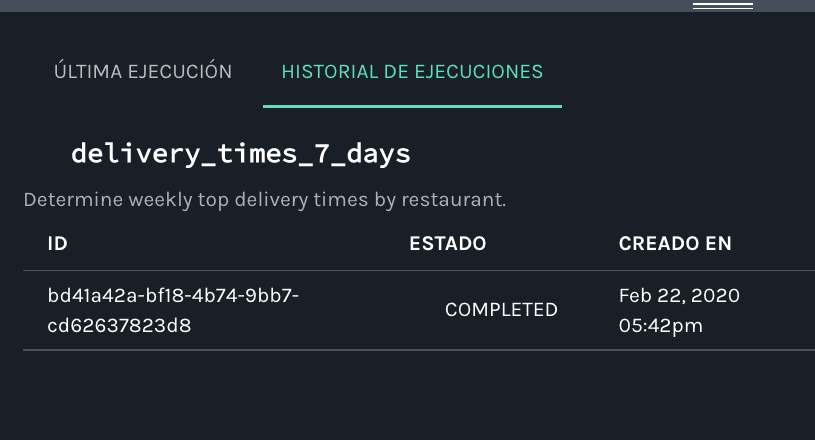 ÚLTIMA EJECUCIÓN HISTORIAL DE EJECUCIONES
delivery_times_7_days
Determine weekly top delivery times by restaurant.
ID ESTADO CREADO EN
bd41a42a-bf18-4b74-9bb7-
cd62637823d8
COMPLETED
Feb 22, 2020
05:42pm